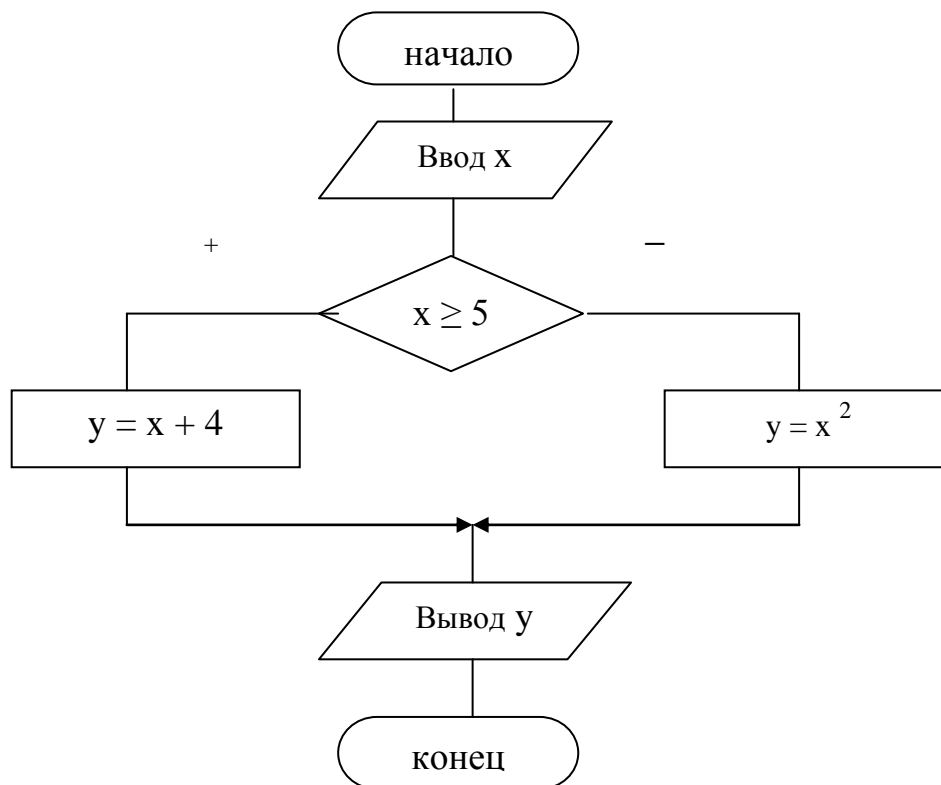 начало
Ввод x
+ −
x ≥ 5
y = x + 4
y = x ²
Вывод y
конец